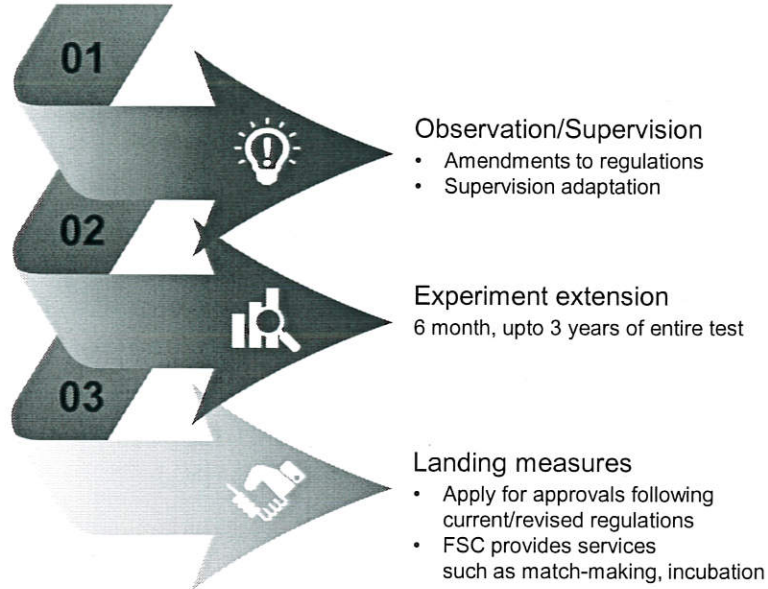 01
Observation/Supervision
• Amendments to regulations
• Supervision adaptation
02
Experiment extension
6 month, upto 3 years of entire test
03
Landing measures
• Apply for approvals following
current/revised regulations
• FSC provides services
such as match-making, incubation